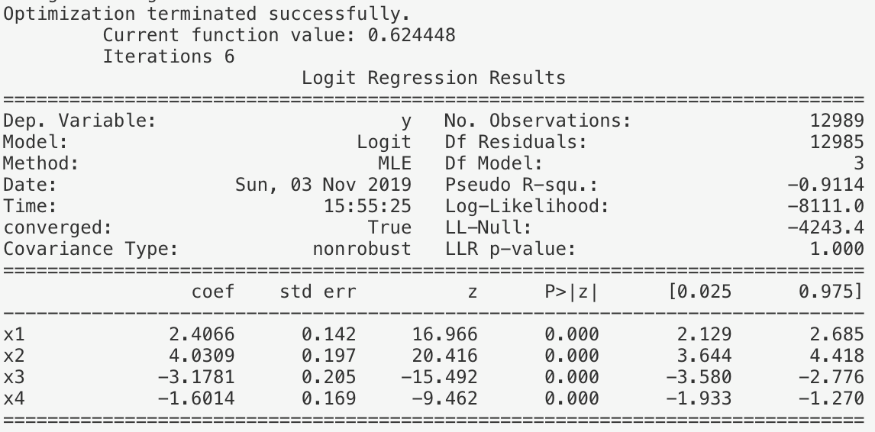 Optimization terminated successfully.
         Current function value: 0.624448
         Iterations 6
                           Logit Regression Results
==============================================================================
Dep. Variable:                      y   No. Observations:                12989
Model:                          Logit   Df Residuals:                    12985
Method:                           MLE   Df Model:                            3
Date:                Sun, 03 Nov 2019   Pseudo R-squ.:                 -0.9114
Time:                        15:55:25   Log-Likelihood:                -8111.0
converged:                       True   LL-Null:                       -4243.4
Covariance Type:            nonrobust   LLR p-value:                     1.000
==============================================================================
                 coef    std err          z      P>|z|      [0.025      0.975]
------------------------------------------------------------------------------
x1             2.4066      0.142     16.966      0.000       2.129       2.685
x2             4.0309      0.197     20.416      0.000       3.644       4.418
x3            -3.1781      0.205    -15.492      0.000      -3.580      -2.776
x4            -1.6014      0.169     -9.462      0.000      -1.933      -1.270
==============================================================================